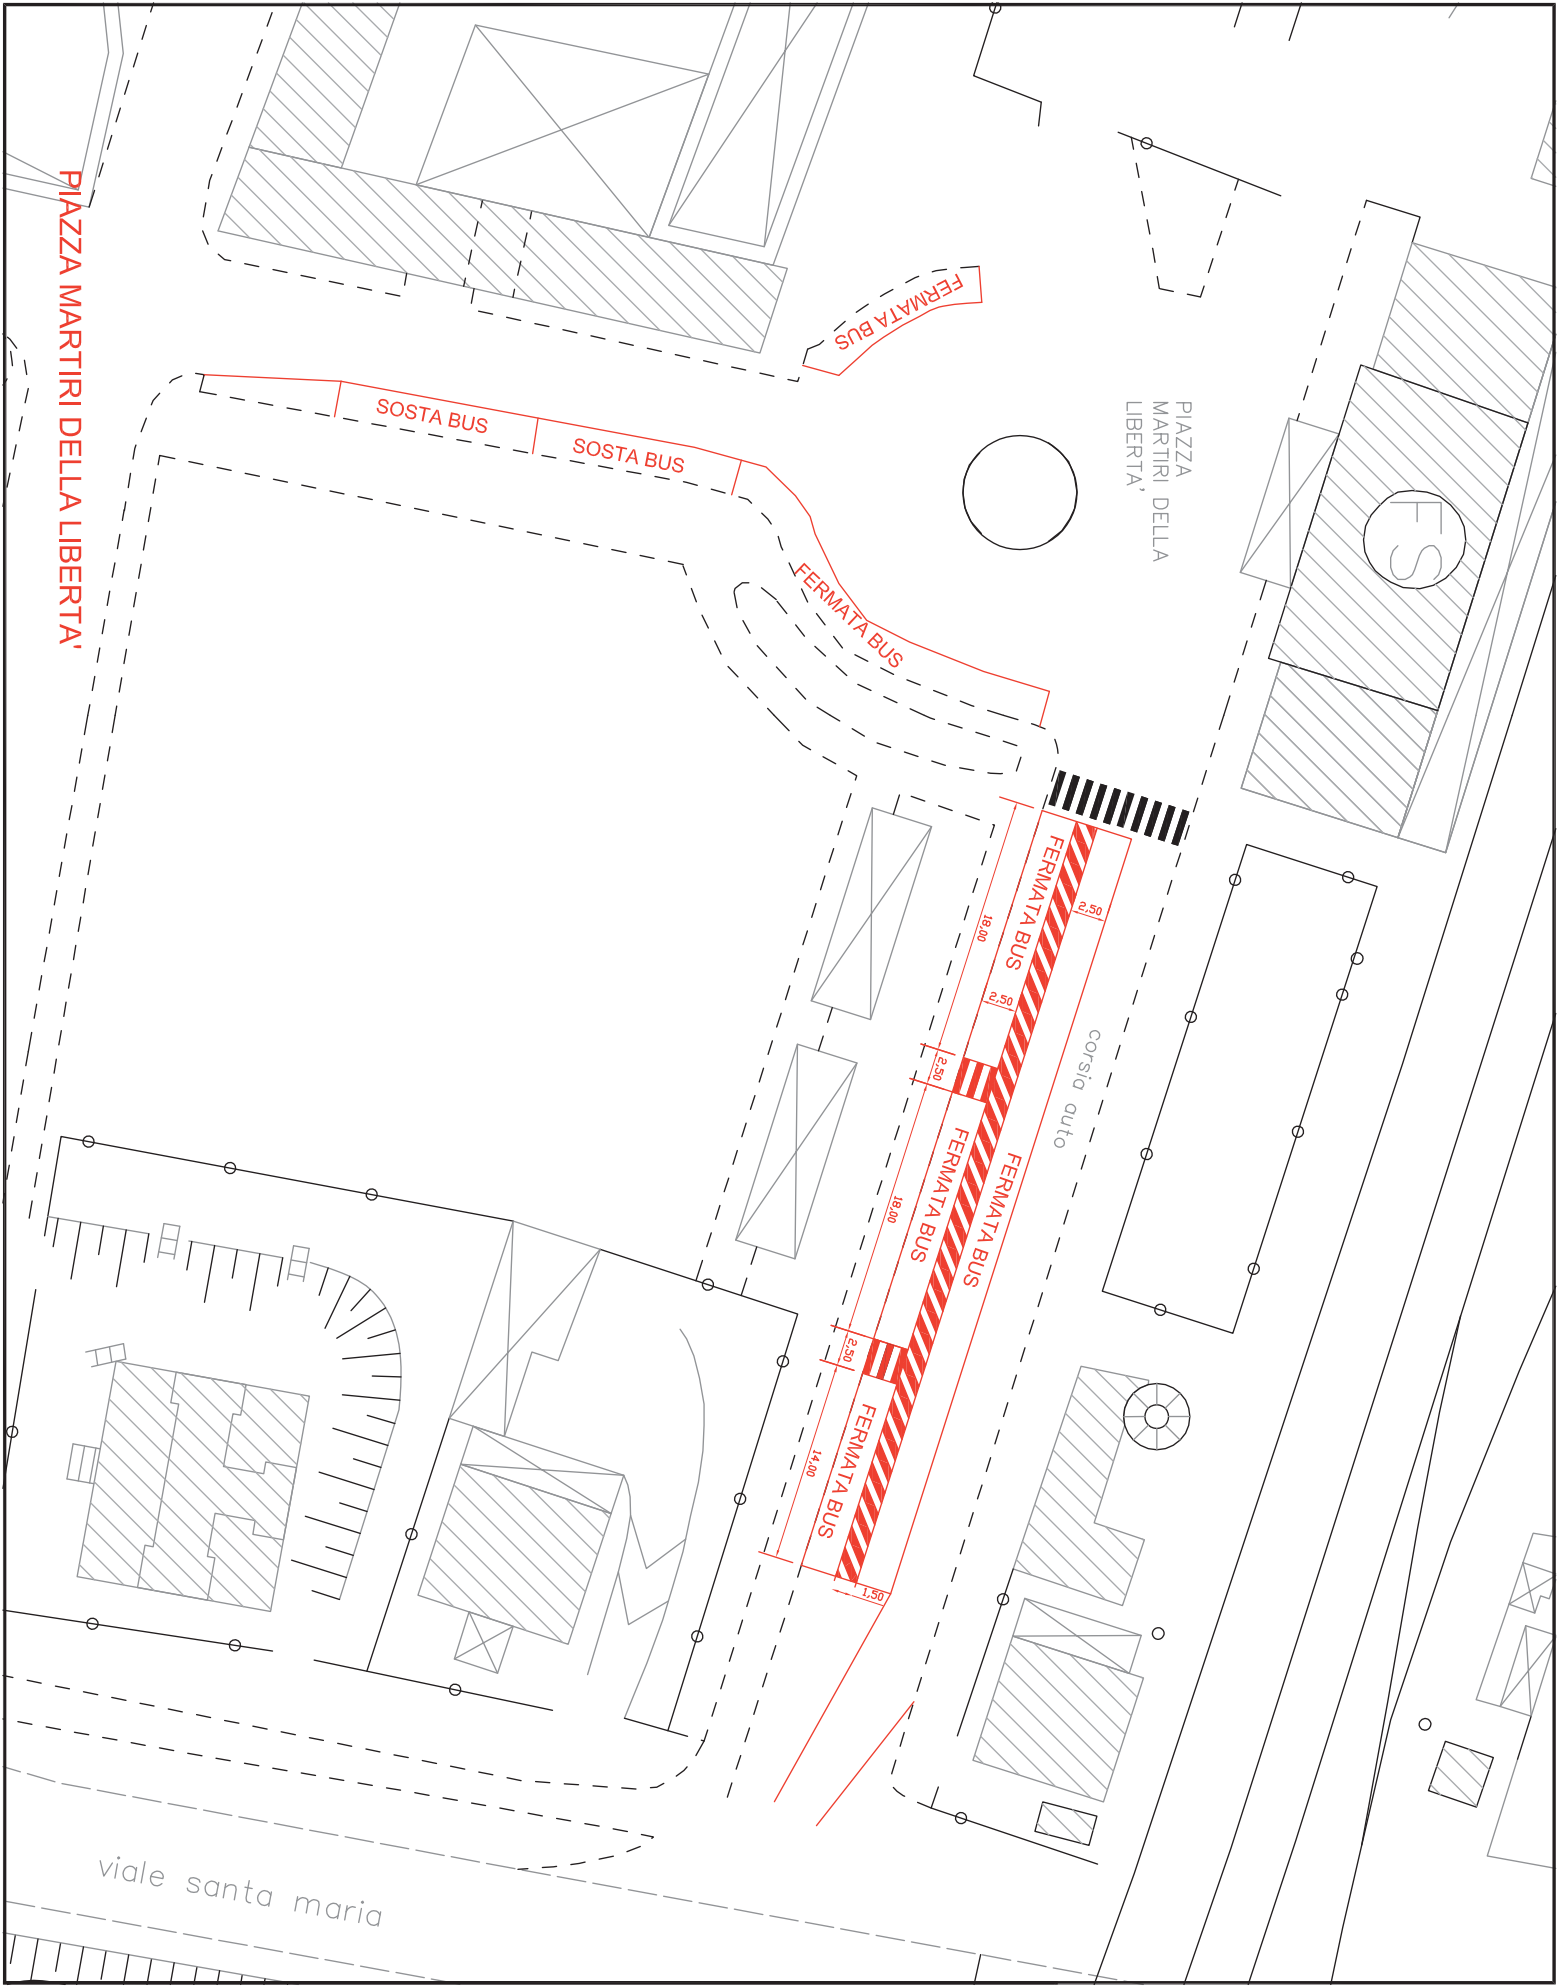 PIAZZA MARTIRI DELLA LIBERTA'
FERMATA BUS
SOSTA BUS
SOSTA BUS
FERMATA BUS
PIAZZA
MARTIRI DELLA
LIBERTA'
FS
FERMATA BUS
18,00
2,50
2,50
2,50
corsia auto
FERMATA BUS
FERMATA BUS
18,00
2,50
FERMATA BUS
14,00
1,50
viale santa maria